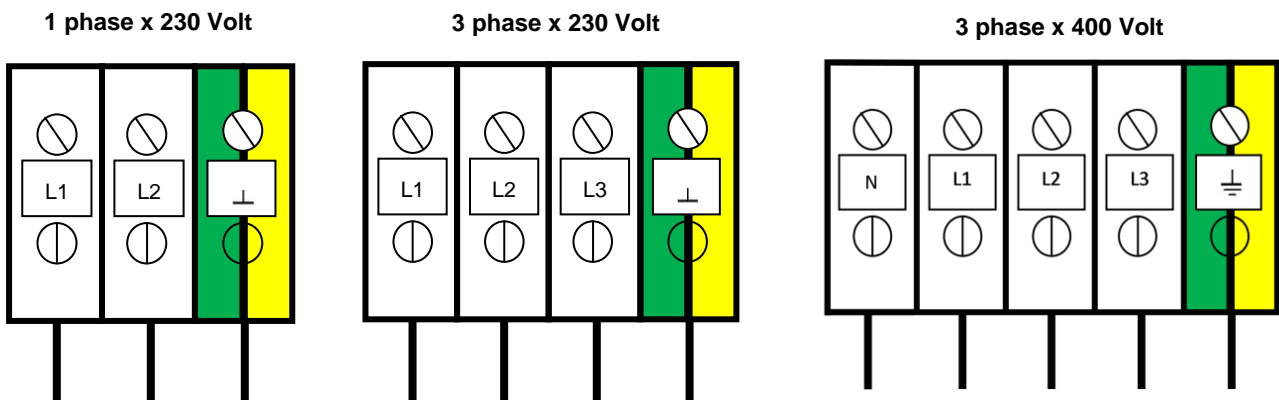 1 phase x 230 Volt
3 phase x 230 Volt
3 phase x 400 Volt
L1 L2
L1 L2 L3
N L1 L2 L3